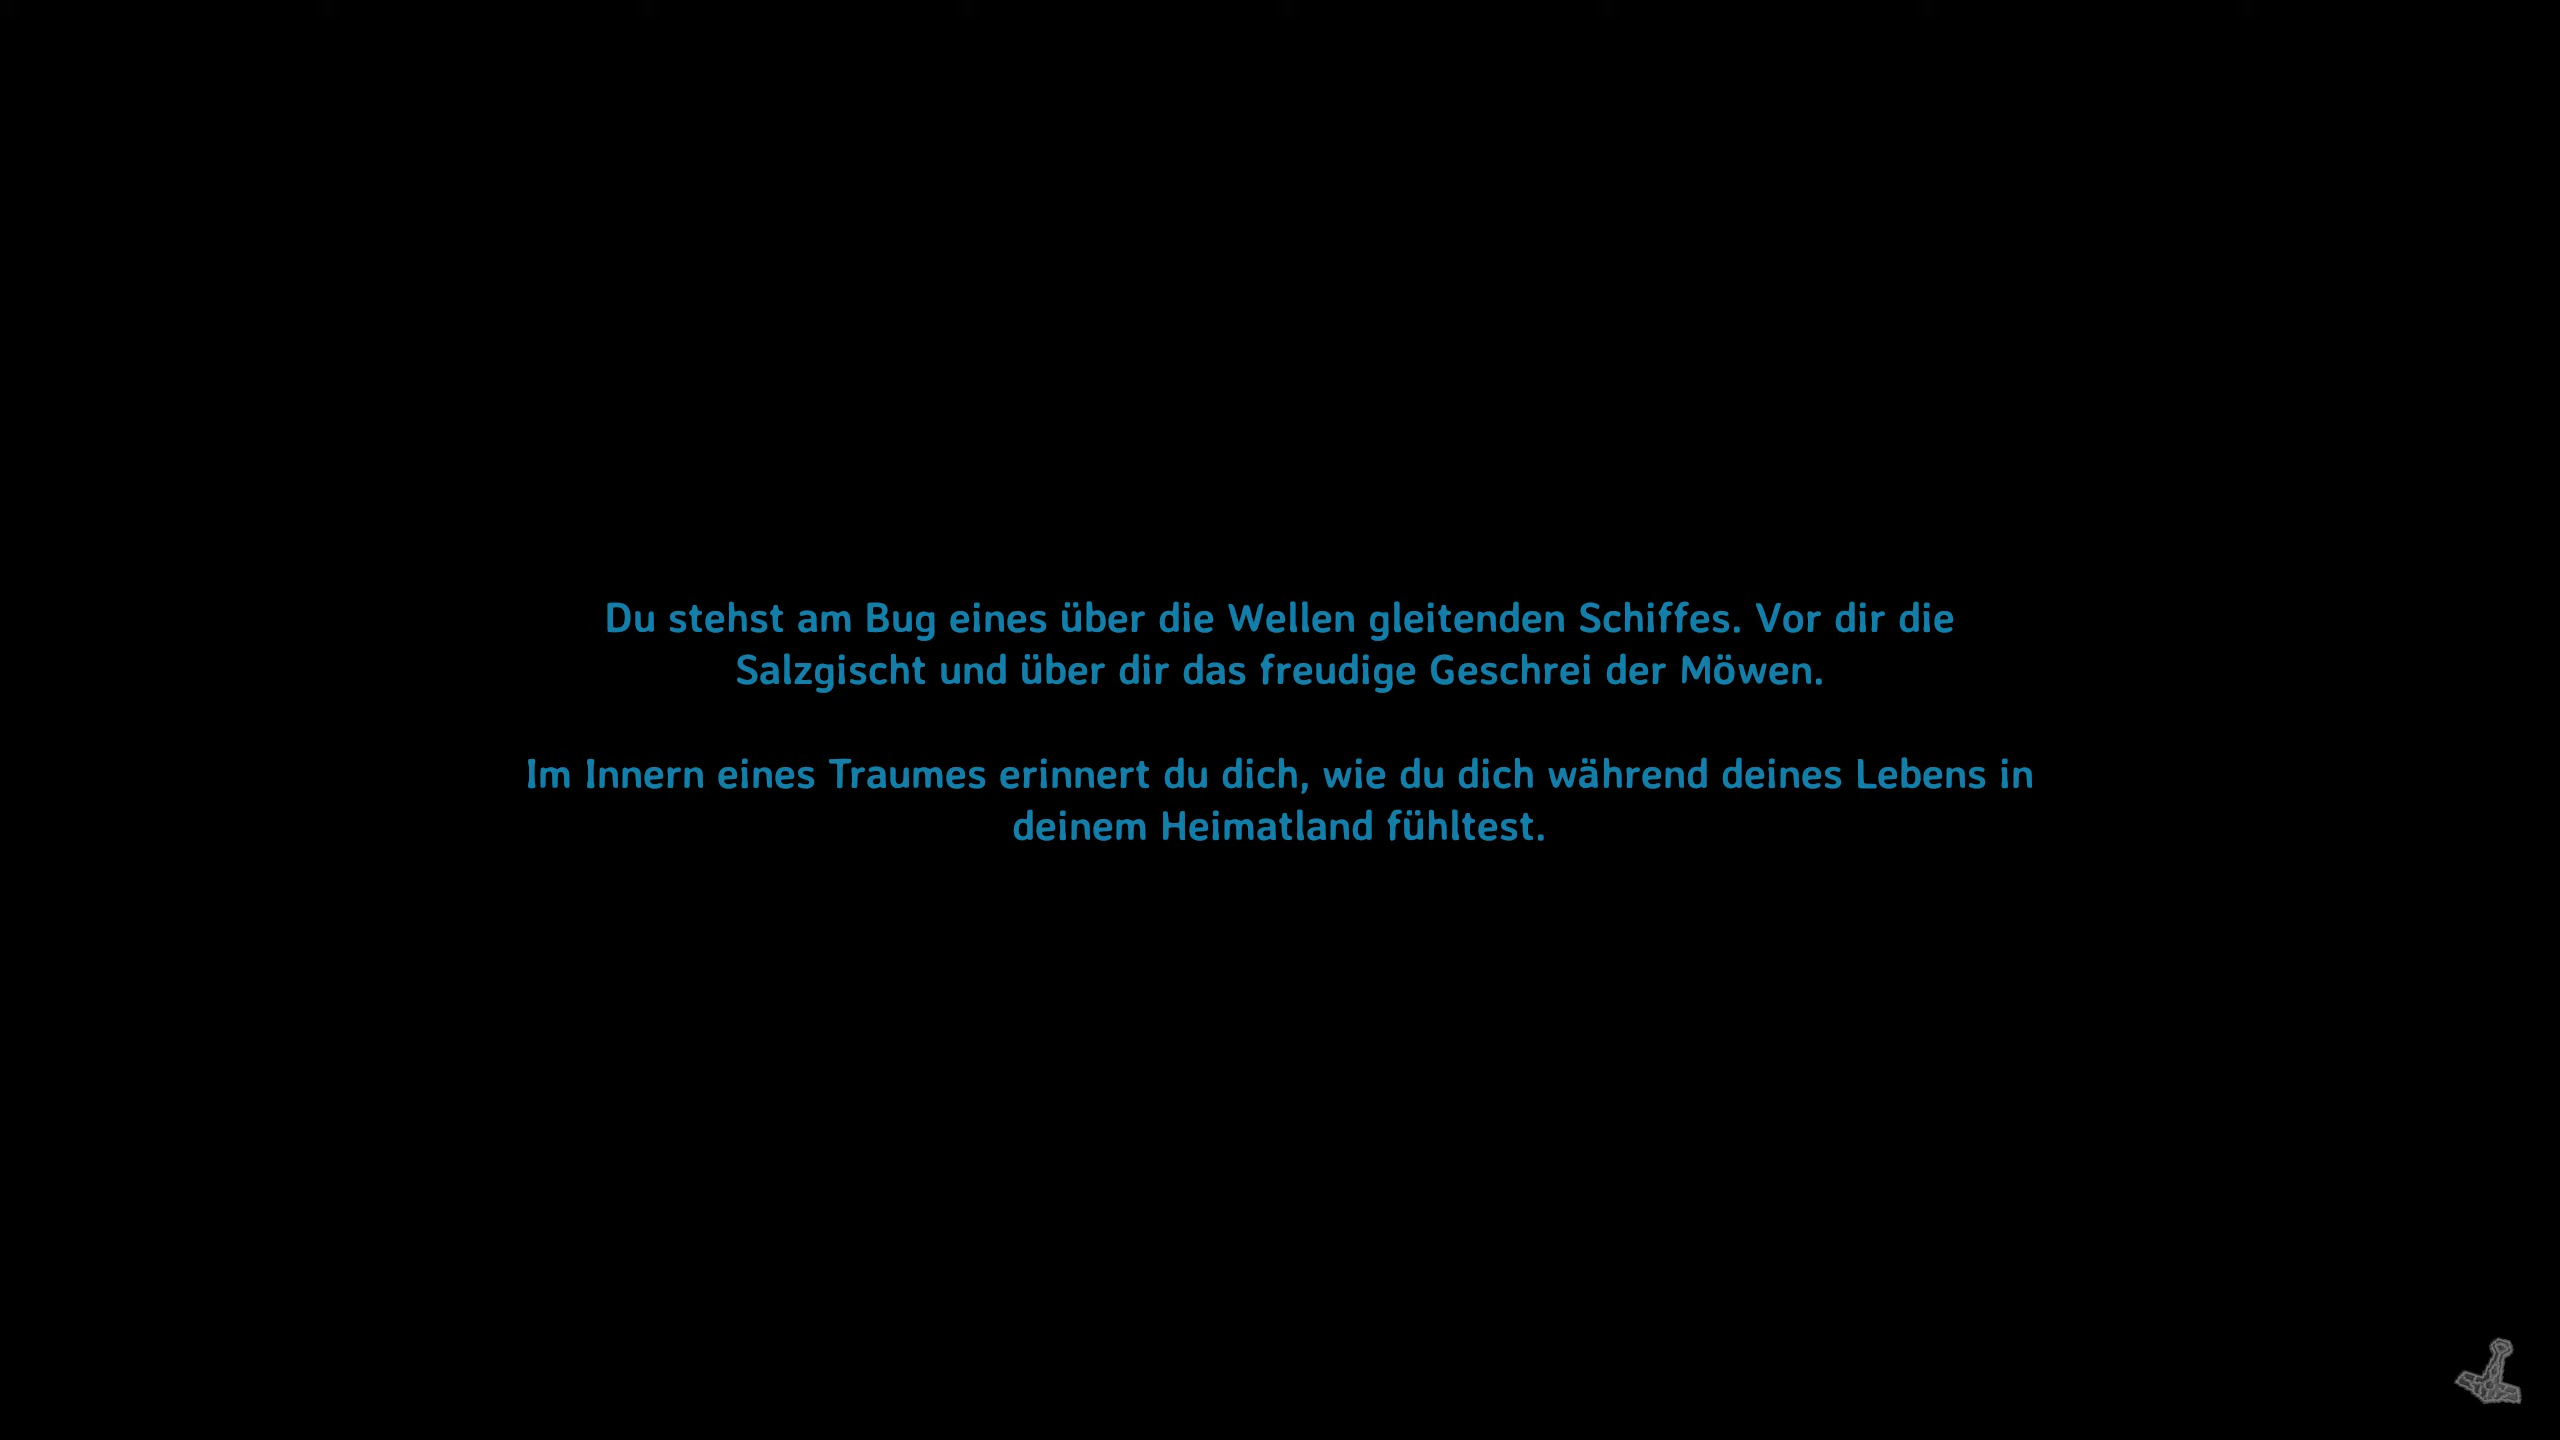 Du stehst am Bug eines über die Wellen gleitenden Schiffes. Vor dir die
Salzgischt und über dir das freudige Geschrei der Möwen.
Im Innern eines Traumes erinnert du dich, wie du dich während deines Lebens in
deinem Heimatland fühltest.